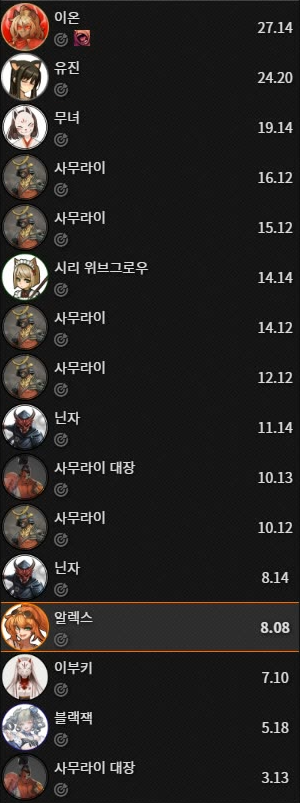 이온
27.14
유진
24.20
무녀
19.14
사무라이
16.12
사무라이
15.12
시리 위브그로우
14.14
사무라이
14.12
사무라이
12.12
닌자
11.14
사무라이 대장
10.13
사무라이
10.12
닌자
8.14
알렉스
8.08
이부키
7.10
블랙잭
5.18
사무라이 대장
3.13